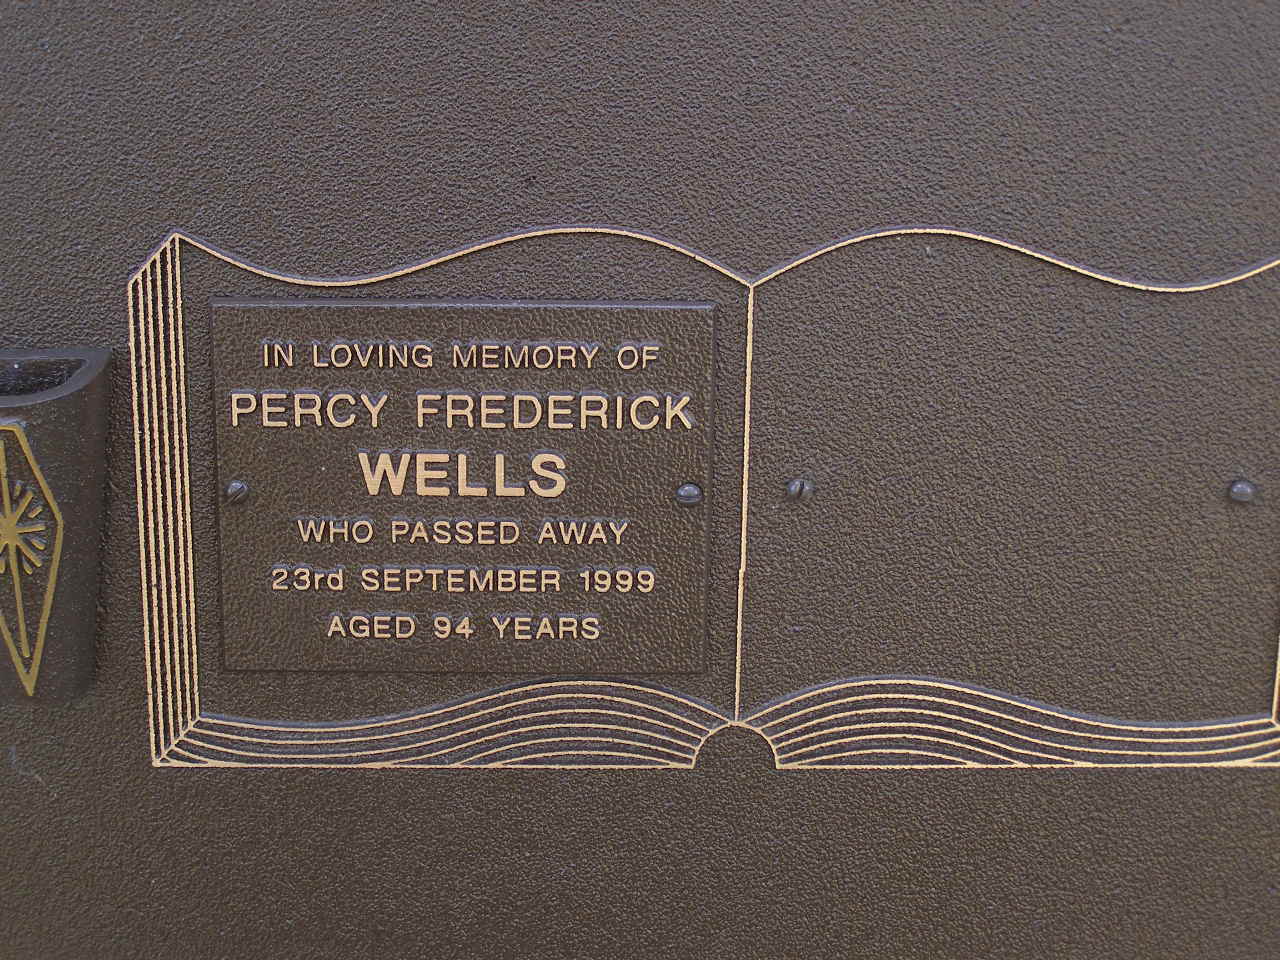 IN LOVING MEMORY OF
PERCY FREDERICK
WELLS
WHO PASSED AWAY
23rd SEPTEMBER 1999
AGED 94 YEARS